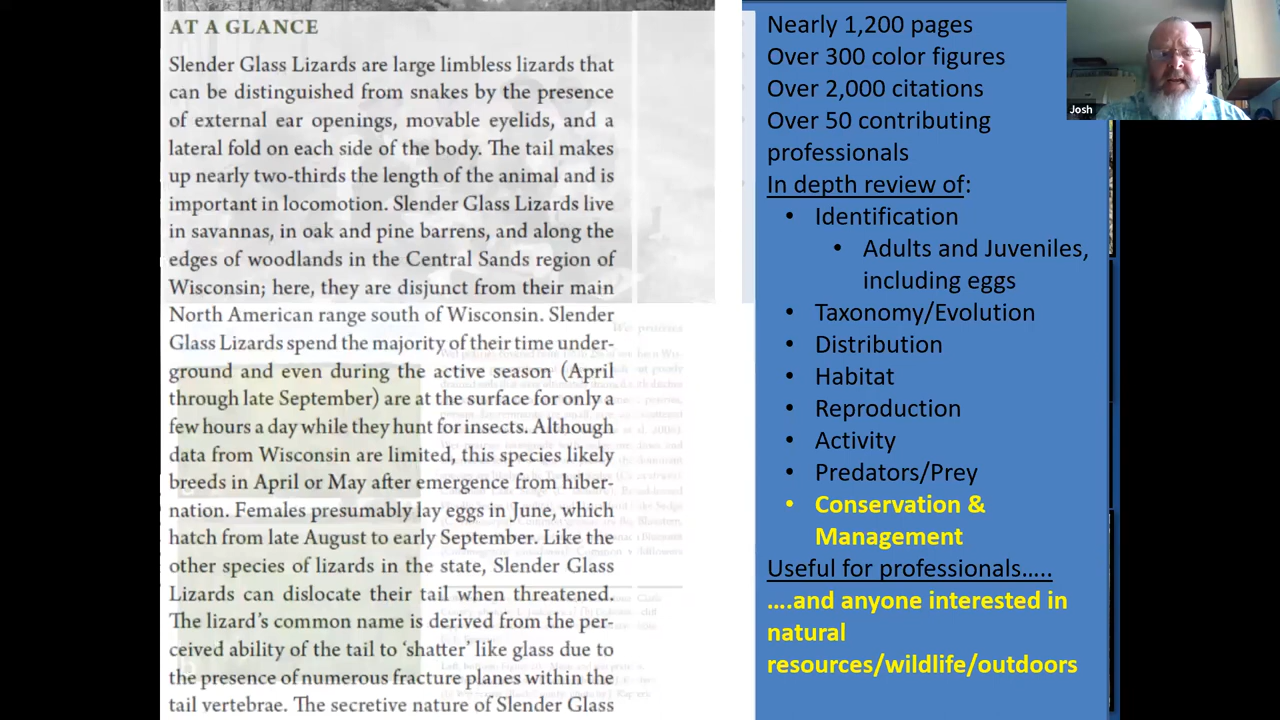 AT A GLANCE
Slender Glass Lizards are large limbless lizards that
can be distinguished from snakes by the presence
of external ear openings, movable eyelids, and a
lateral fold on each side of the body. The tail makes
up nearly two-thirds the length of the animal and is
important in locomotion. Slender Glass Lizards live
in savannas, in oak and pine barrens, and along the
edges of woodlands in the Central Sands region of
Wisconsin; here, they are disjunct from their main
North American range south of Wisconsin. Slender
Glass Lizards spend the majority of their time under-
ground and even during the active season (April
through late September) are at the surface for only a
few hours a day while they hunt for insects. Although
data from Wisconsin are limited, this species likely
breeds in April or May after emergence from hiber-
nation. Females presumably lay eggs in June, which
hatch from late August to early September. Like the
other species of lizards in the state, Slender Glass
Lizards can dislocate their tail when threatened.
The lizard's common name is derived from the per-
ceived ability of the tail to 'shatter' like glass due to
the presence of numerous fracture planes within the
tail vertebrae. The secretive nature of Slender Glass
Nearly 1,200 pages
Over 300 color figures
Over 2,000 citations
Over 50 contributing
professionals
In depth review of:
• Identification
• Adults and Juveniles,
including eggs
• Taxonomy/Evolution
• Distribution
• Habitat
• Reproduction
• Activity
• Predators/Prey
• Conservation &
Management
Useful for professionals.....
....and anyone interested in
natural
resources/wildlife/outdoors
Josh